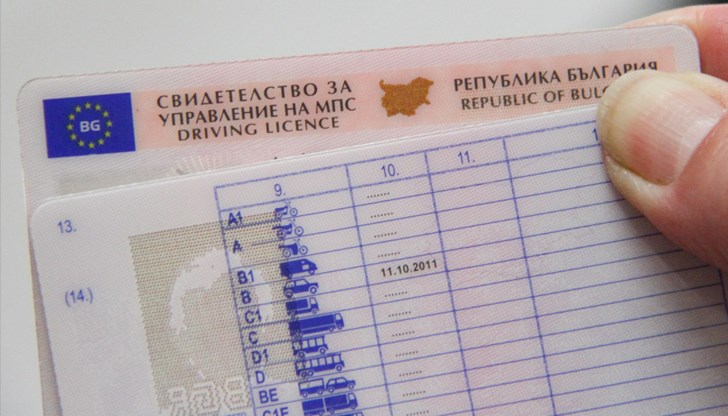 BG
СВИДЕТЕЛСТВО ЗА
УПРАВЛЕНИЕ НА МПС
DRIVING LICENCE
РЕПУБЛИКА БЪЛГАРИЯ
REPUBLIC OF
13.
(14.)
9. 10. 11.
A1
A
B1
B 11.10.2011
C1
C
D1
D
BE
C1E